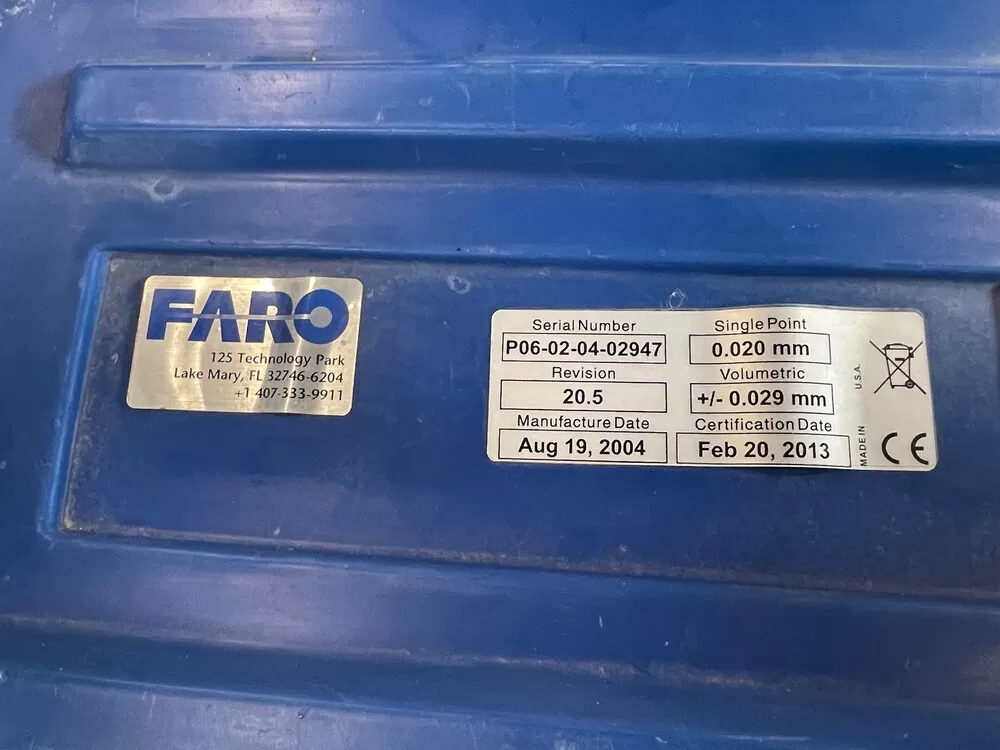 FARO
125 Technology Park
Lake Mary, FL 32746-6204
+1 407-333-9911
Serial Number
P06-02-04-02947
Revision
20.5
Manufacture Date
Aug 19, 2004
Single Point
0.020 mm
Volumetric
+/- 0.029 mm
Certification Date
Feb 20, 2013
MADE IN U.S.A.
CE